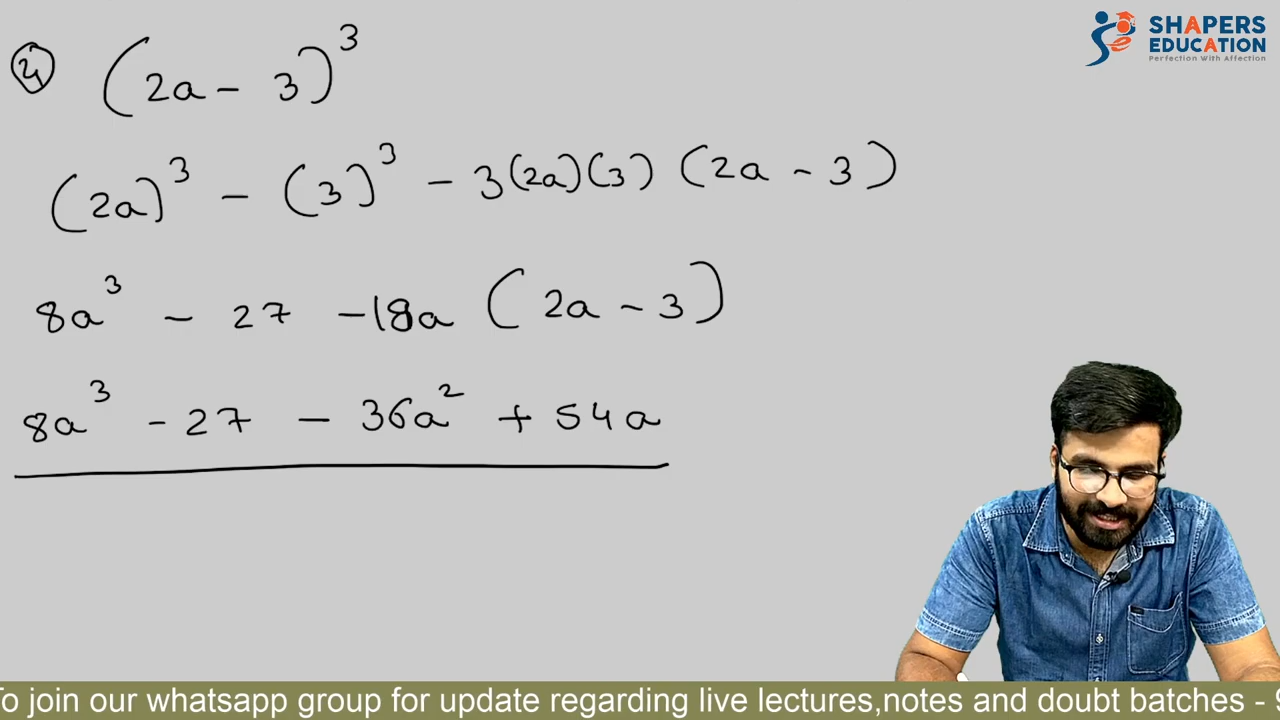 (2a - 3)³
SHAPERS
EDUCATION
Perfection With Affection
(2a)³ - (3)³ - 3(2a)(3) (2a - 3)
8a³ - 27 - 18a (2a - 3)
8a³ - 27 - 36a² + 54a
To join our whatsapp group for update regarding live lectures,notes and doubt batches -